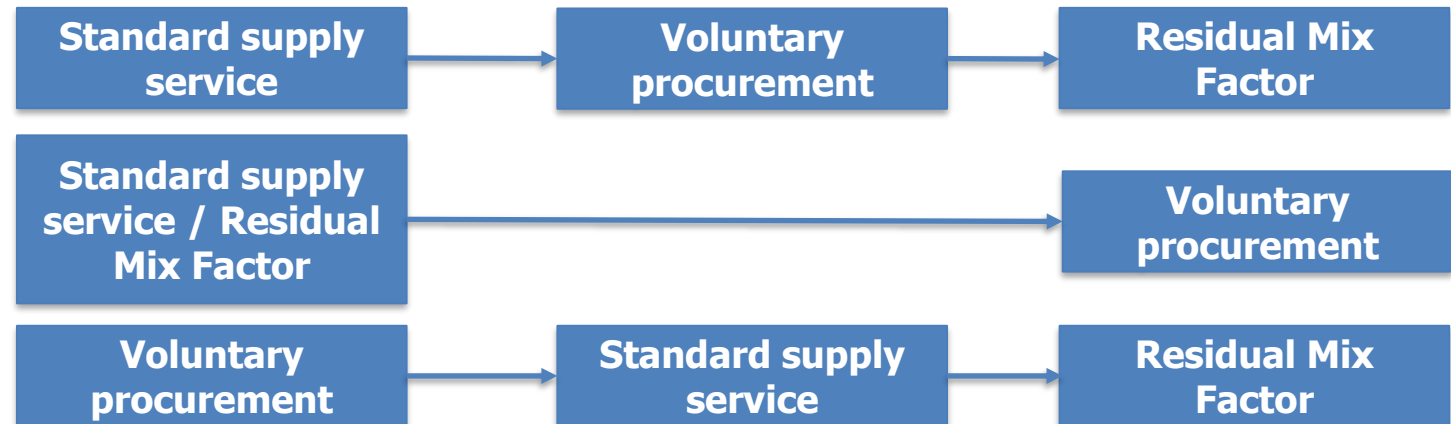 Standard supply
service
Voluntary
procurement
Residual Mix
Factor
Standard supply
service / Residual
Mix Factor
Voluntary
procurement
Voluntary
procurement
Standard supply
service
Residual Mix
Factor